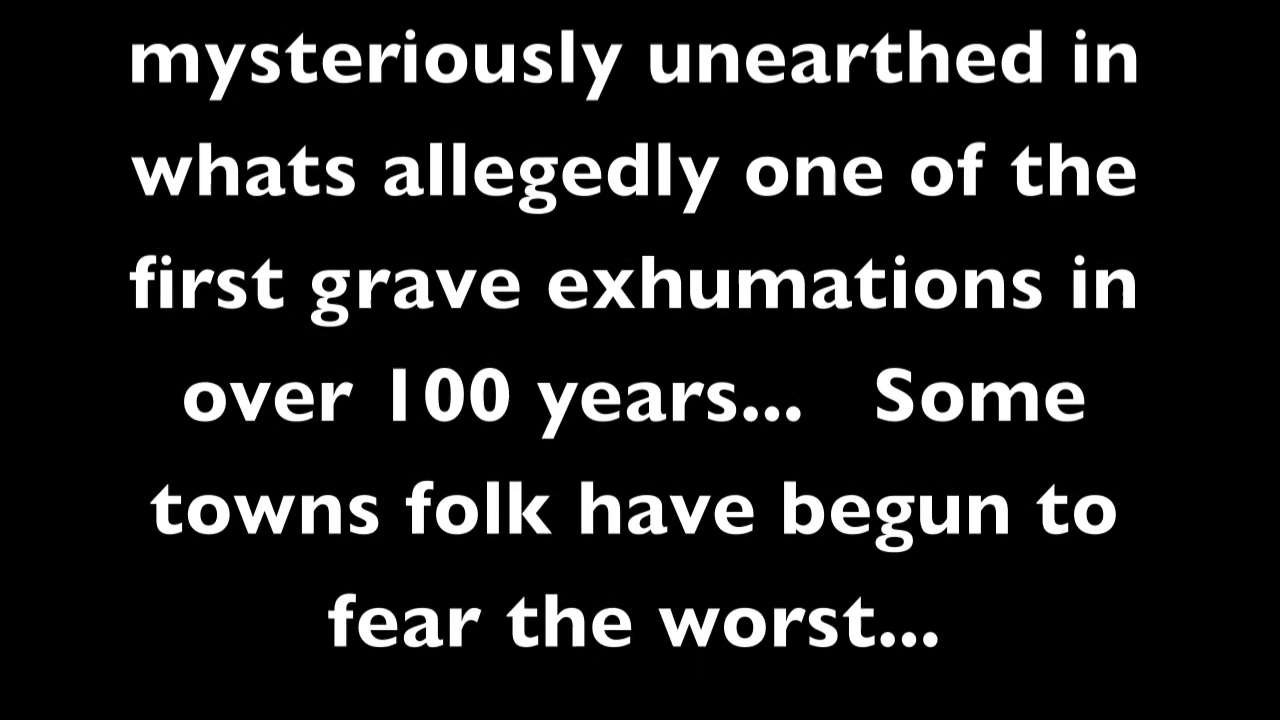 mysteriously unearthed in
whats allegedly one of the
first grave exhumations in
over 100 years...   Some
towns folk have begun to
fear the worst...